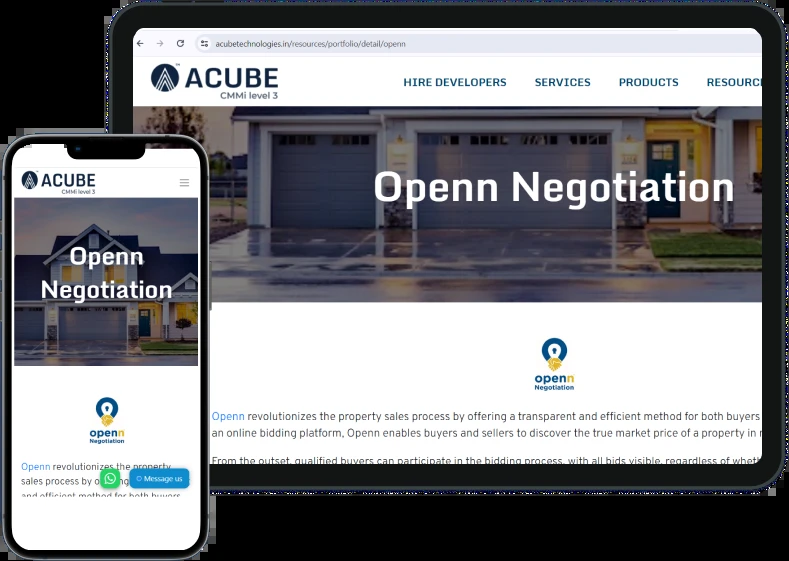 acubetechnologies.in/resources/portfolio/detail/openn
ACUBE
CMMi level 3
HIRE DEVELOPERS SERVICES PRODUCTS RESOURC
Openn Negotiation
openn
Negotiation
Openn revolutionizes the property sales process by offering a transparent and efficient method for both buyers
an online bidding platform, Openn enables buyers and sellers to discover the true market price of a property in r
From the outset, qualified buyers can participate in the bidding process, with all bids visible, regardless of wheth
ACUBE
CMMi level 3
Openn
Negotiation
openn
Negotiation
Openn revolutionizes the property
sales process by o ng a transparent
and efficient method for both buyers
Message us